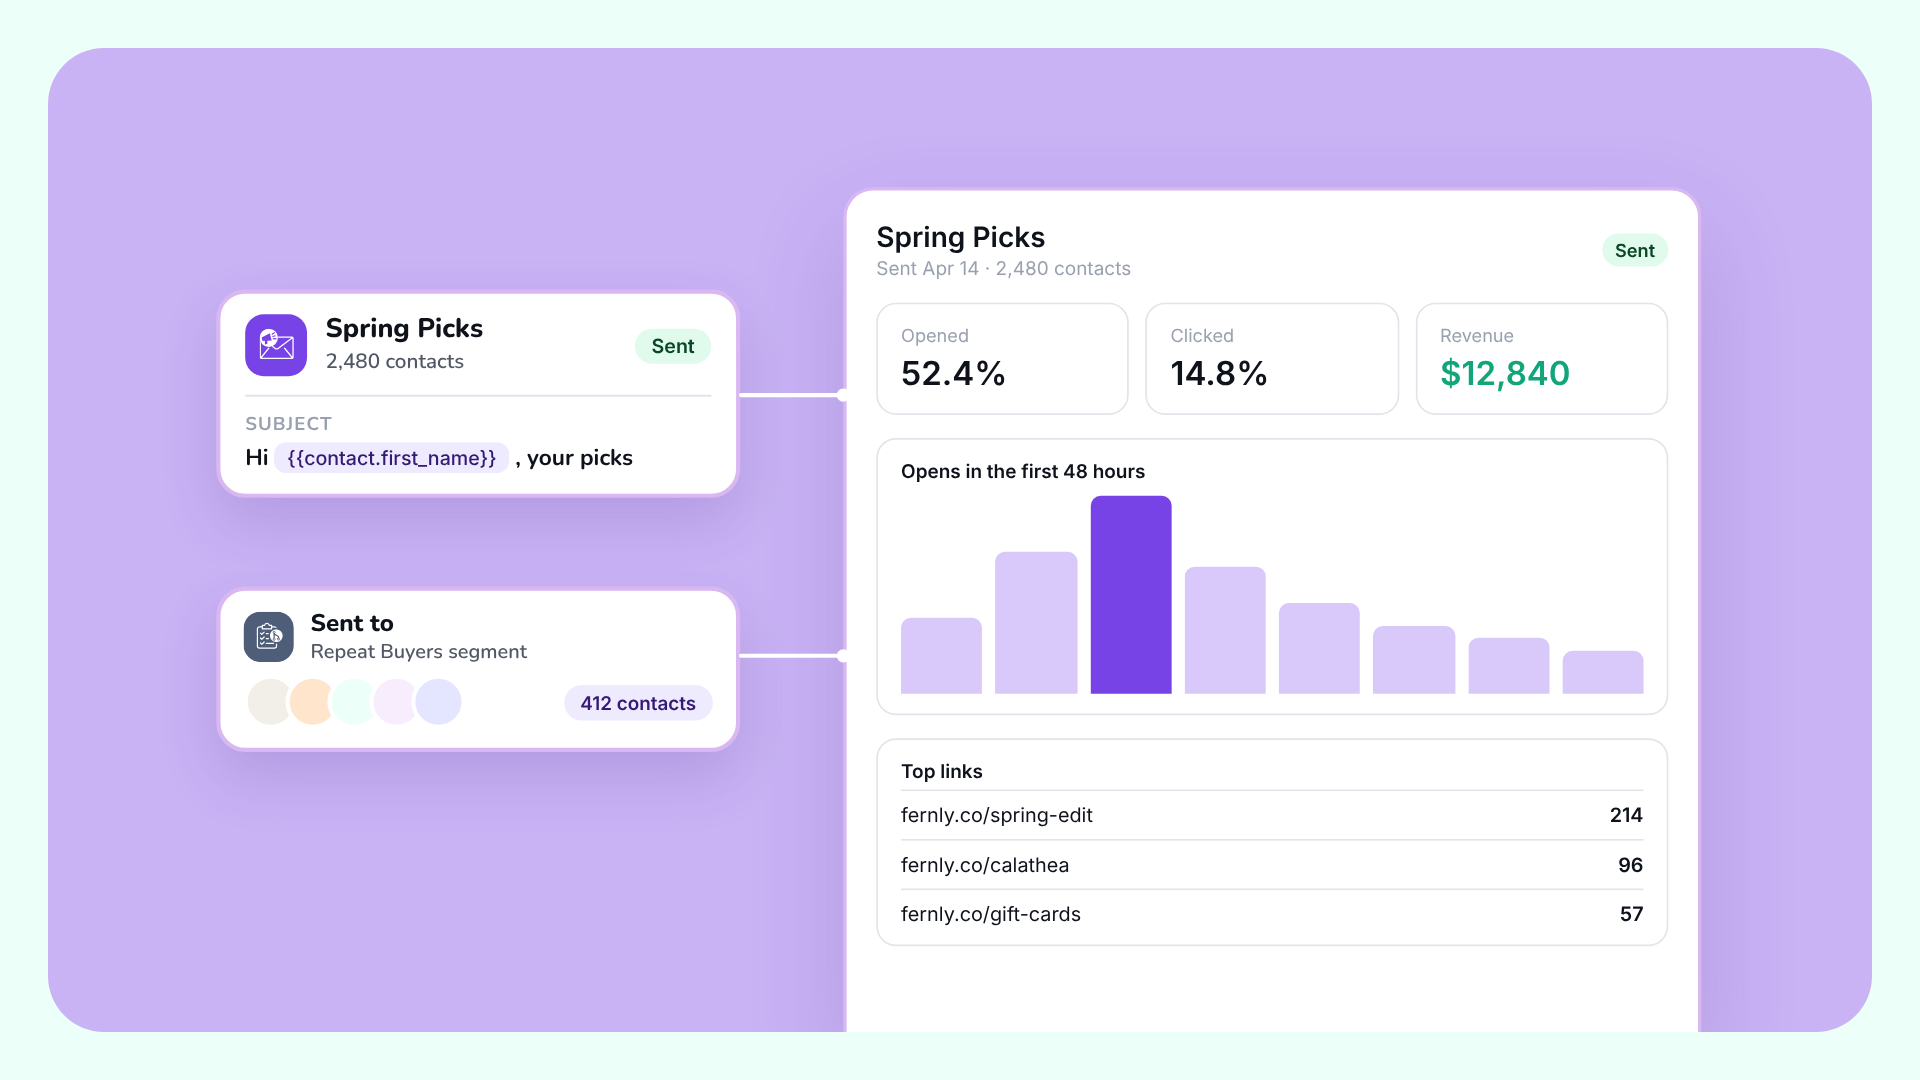 Spring Picks
2,480 contacts
Sent
SUBJECT
Hi {{contact.first_name}} , your picks
Sent to
Repeat Buyers segment
412 contacts
Spring Picks
Sent Apr 14 · 2,480 contacts
Sent
Opened
52.4%
Clicked
14.8%
Revenue
$12,840
Opens in the first 48 hours
Top links
fernly.co/spring-edit 214
fernly.co/calathea 96
fernly.co/gift-cards 57